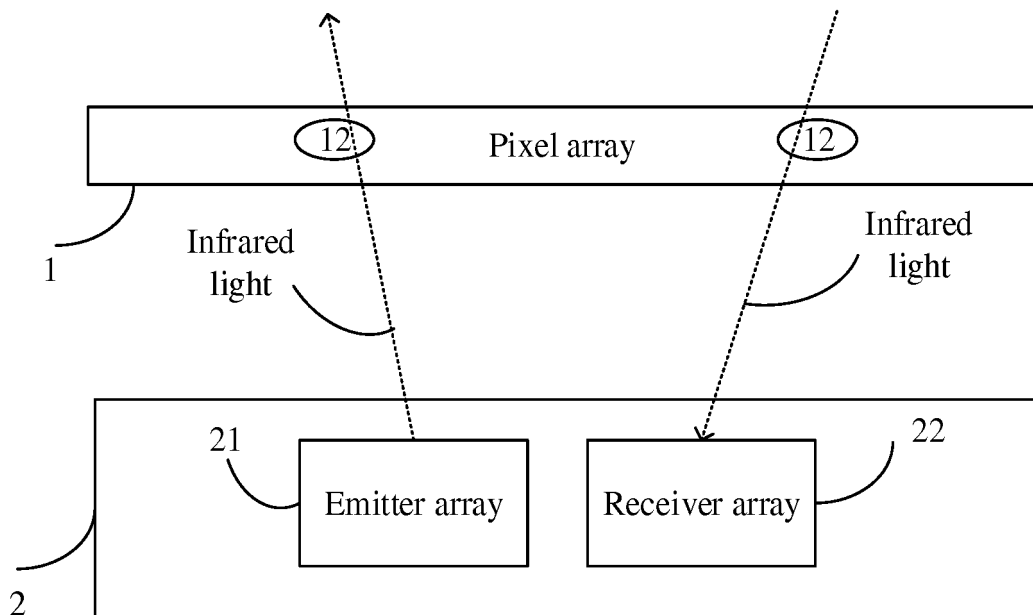 12
Pixel array
12
1
Infrared
light
Infrared
light
21
22
Emitter array
Receiver array
2